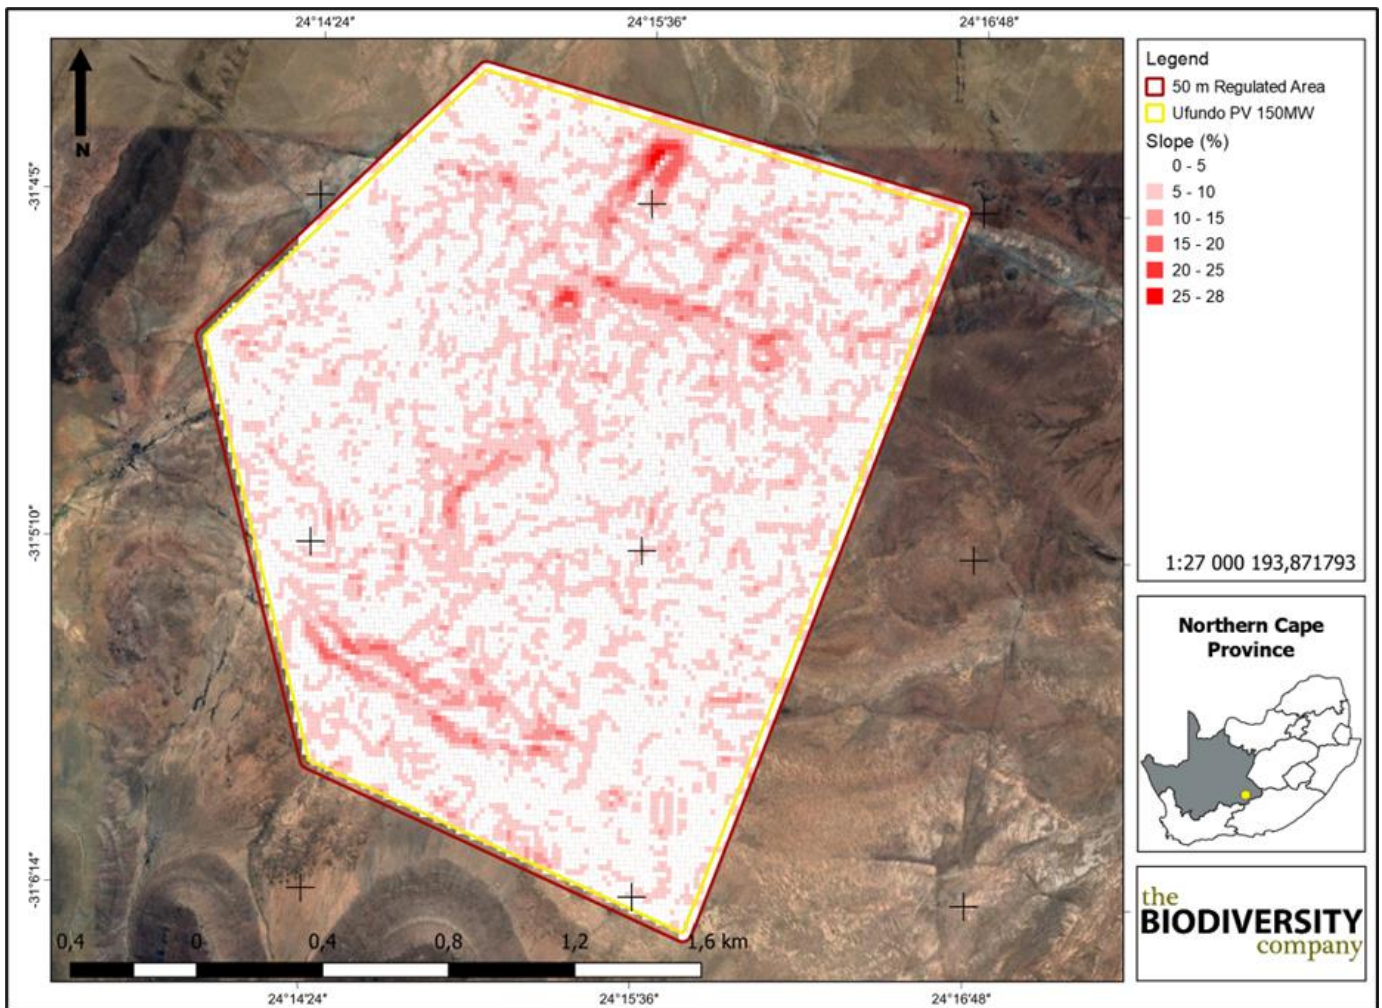 24°14'24" 24°15'36" 24°16'48"
Legend
50 m Regulated Area
Ufundo PV 150MW
Slope (%)
0 - 5
5 - 10
10 - 15
15 - 20
20 - 25
25 - 28
N
-31°4'5"
-31°5'10"
1:27 000 193,871793
Northern Cape
Province
-31°6'14"
0,4 0 0,4 0,8 1,2 1,6 km
the
BIODIVERSITY
company
24°14'24" 24°15'36" 24°16'48"